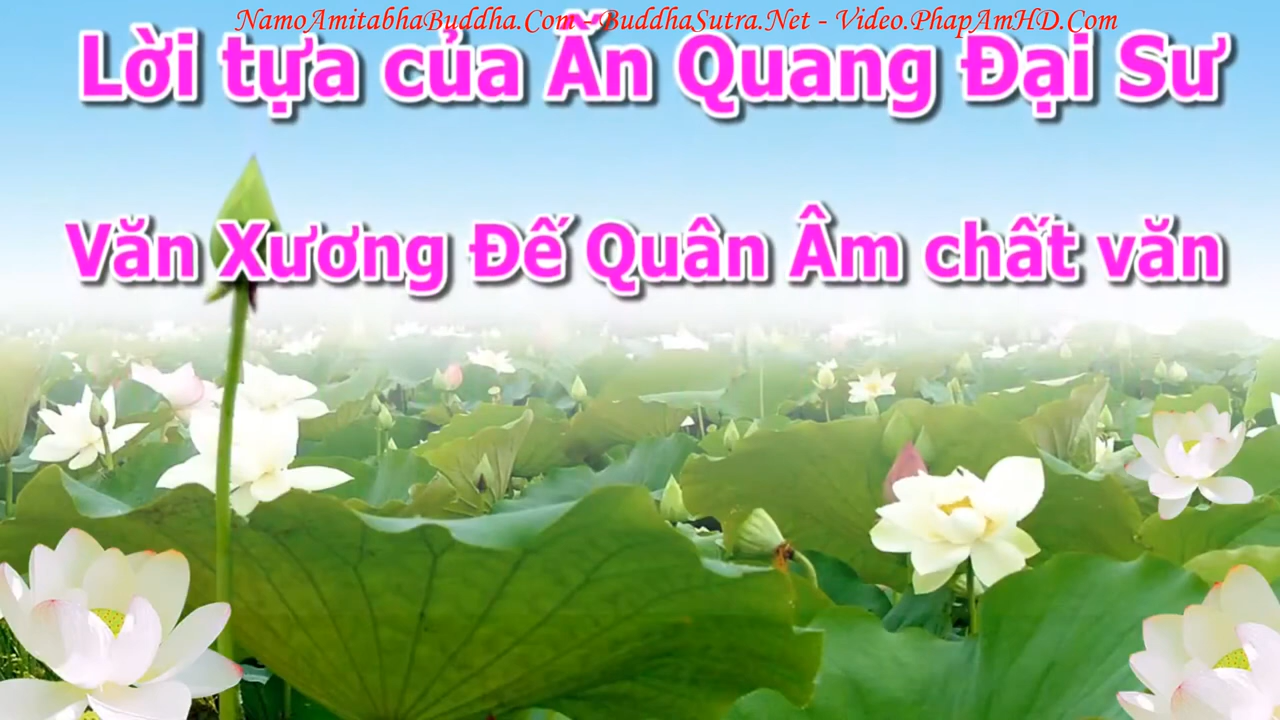 NamoAmitabhaBuddha.Com - BuddhaSutra.Net - Video.PhapAmHD.Com
Lời tựa của Ấn Quang Đại Sư
Văn Xương Đế Quân Âm chất văn